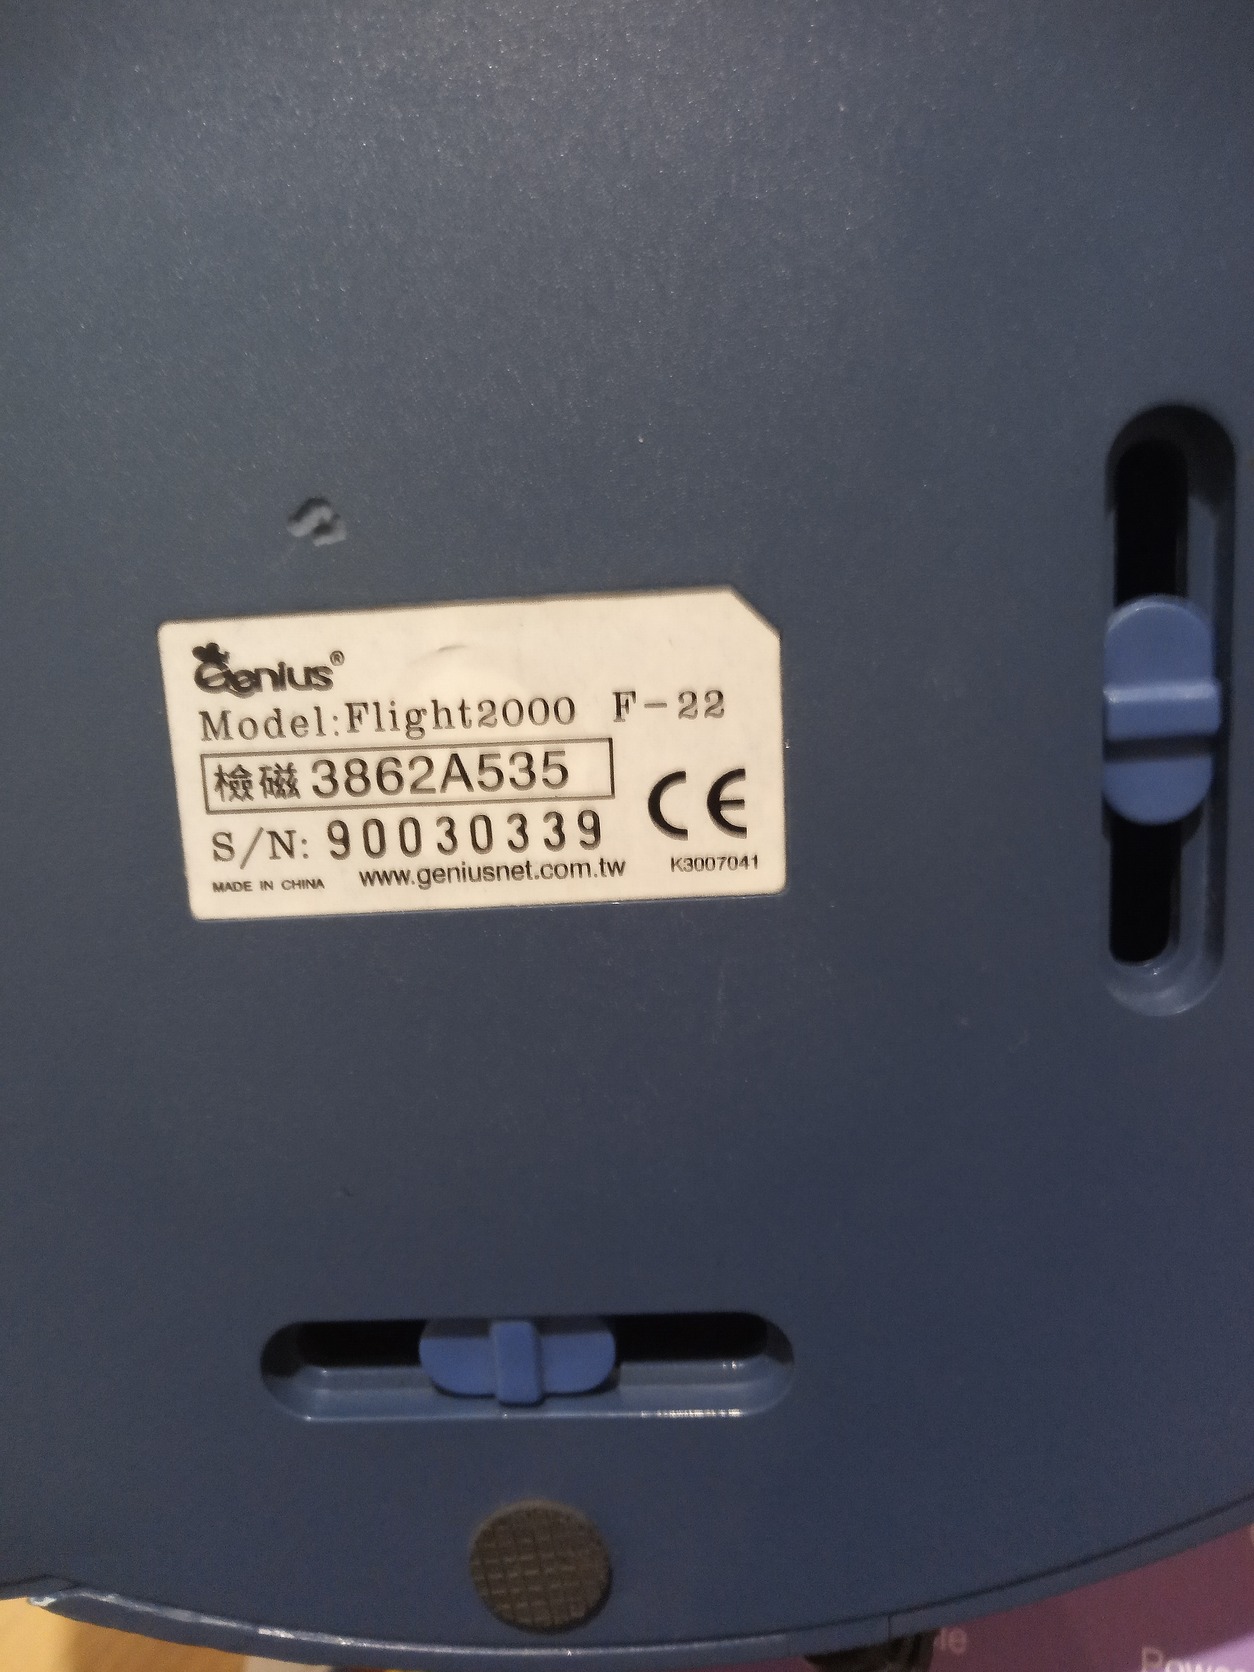 Genius®
Model:Flight2000 F-22
檢磁 3862A535
S/N: 90030339
CE
MADE IN CHINA www.geniusnet.com.tw K3007041